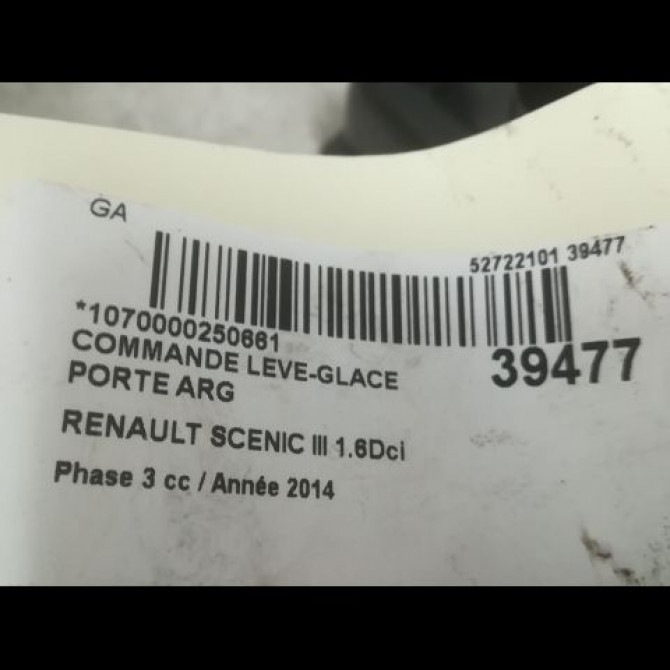 GA
52722101 39477
*1070000250661
39477
COMMANDE LEVE-GLACE
PORTE ARG
RENAULT SCENIC III 1.6Dci
Phase 3 cc / Année 2014